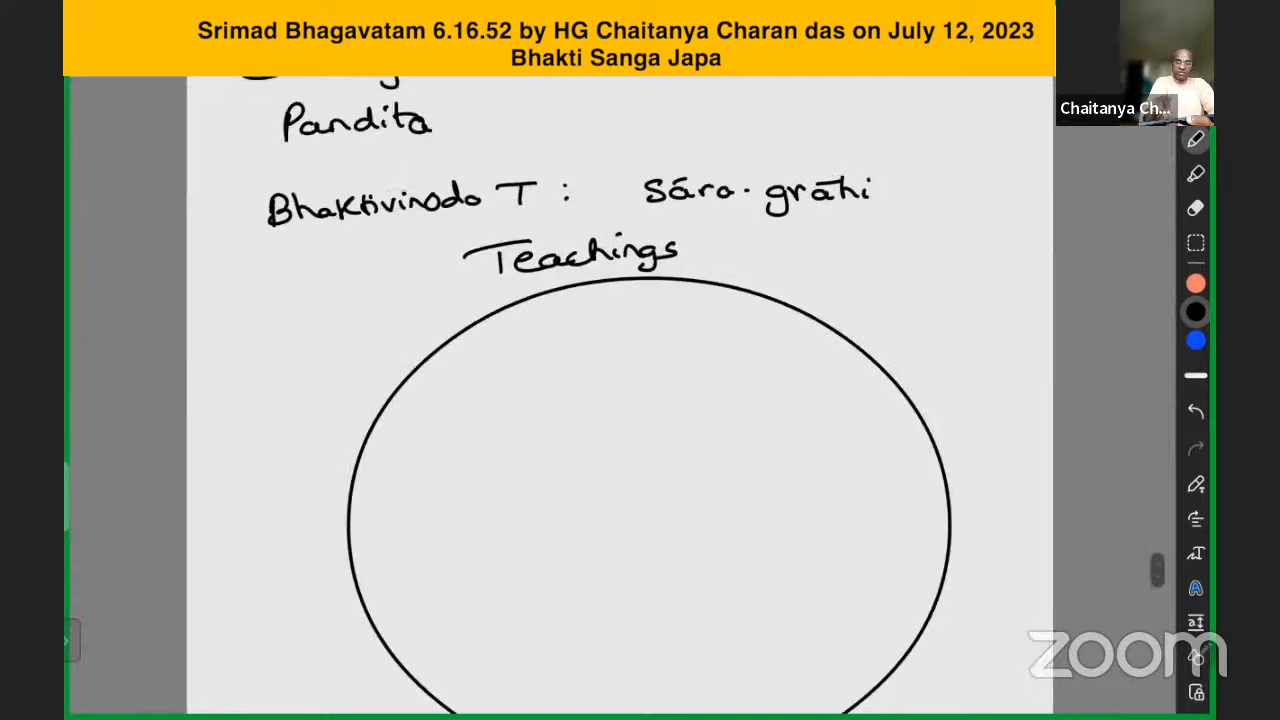 Srimad Bhagavatam 6.16.52 by HG Chaitanya Charan das on July 12, 2023
Bhakti Sanga Japa
Chaitanya Ch...
Pandita
Bhaktivinoda T : Sāra-grāhi
Teachings
zoom